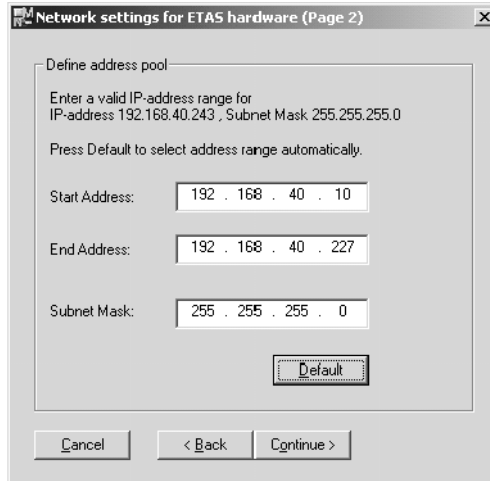 Network settings for ETAS hardware (Page 2)
Define address pool
Enter a valid IP-address range for
IP-address 192.168.40.243 , Subnet Mask 255.255.255.0
Press Default to select address range automatically.
Start Address: 192 . 168 . 40 . 10
End Address: 192 . 168 . 40 . 227
Subnet Mask: 255 . 255 . 255 . 0
Default
Cancel < Back Continue >